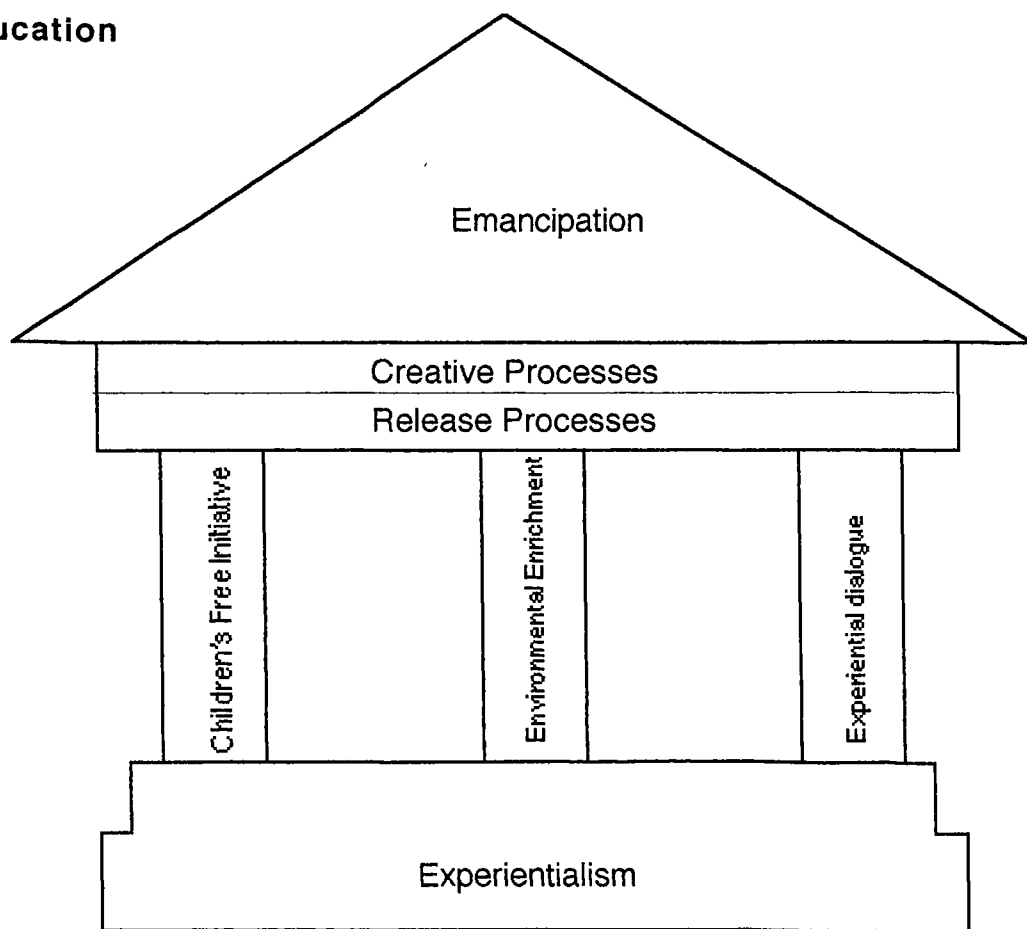 ucation
Emancipation
Creative Processes
Release Processes
Children's Free Initiative
Environmental Enrichment
Experiential dialogue
Experientialism